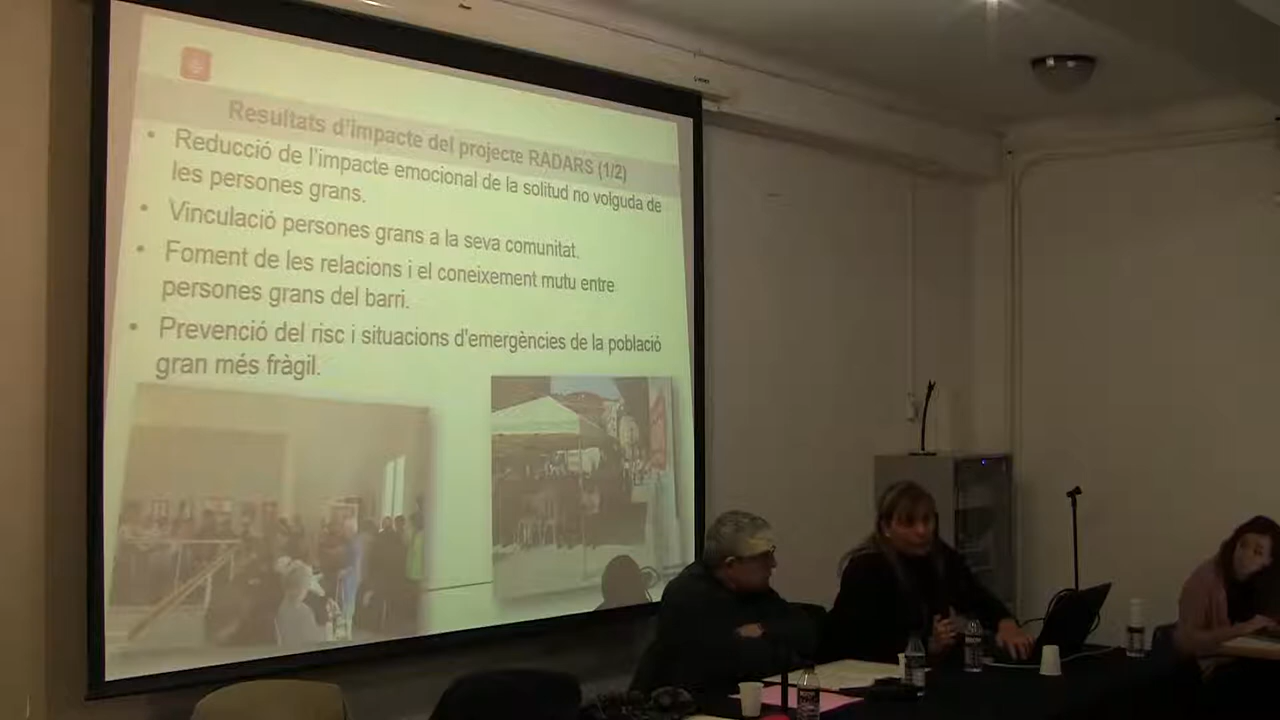 Resultats d'impacte del projecte RADARS (1/2)
• Reducció de l'impacte emocional de la solitud no volguda de
les persones grans.
• Vinculació persones grans a la seva comunitat.
• Foment de les relacions i el coneixement mutu entre
persones grans del barri.
• Prevenció del risc i situacions d'emergències de la població
gran més fràgil.